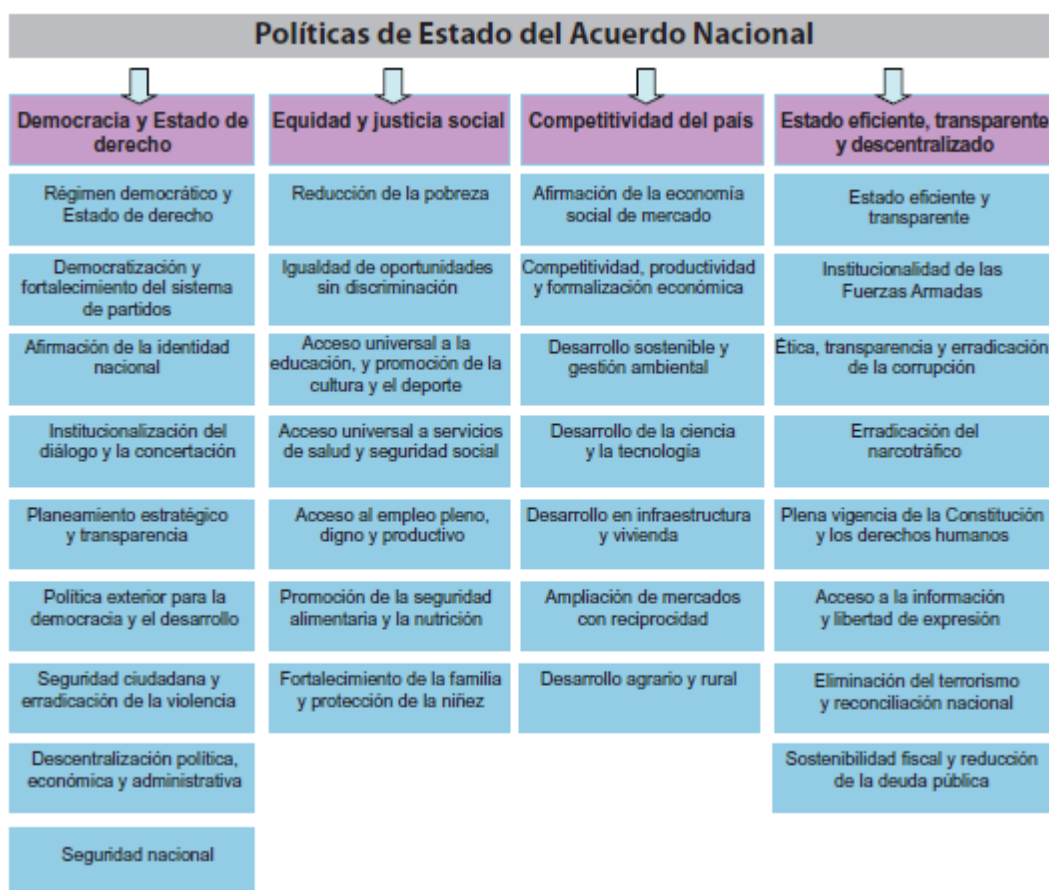 Políticas de Estado del Acuerdo Nacional
Democracia y Estado de
derecho
Régimen democrático y
Estado de derecho
Democratización y
fortalecimiento del sistema
de partidos
Afirmación de la identidad
nacional
Institucionalización del
diálogo y la concertación
Planeamiento estratégico
y transparencia
Política exterior para la
democracia y el desarrollo
Seguridad ciudadana y
erradicación de la violencia
Descentralización política,
económica y administrativa
Seguridad nacional
Equidad y justicia social
Reducción de la pobreza
Igualdad de oportunidades
sin discriminación
Acceso universal a la
educación, y promoción de la
cultura y el deporte
Acceso universal a servicios
de salud y seguridad social
Acceso al empleo pleno,
digno y productivo
Promoción de la seguridad
alimentaria y la nutrición
Fortalecimiento de la familia
y protección de la niñez
Competitividad del país
Afirmación de la economía
social de mercado
Competitividad, productividad
y formalización económica
Desarrollo sostenible y
gestión ambiental
Desarrollo de la ciencia
y la tecnología
Desarrollo en infraestructura
y vivienda
Ampliación de mercados
con reciprocidad
Desarrollo agrario y rural
Estado eficiente, transparente
y descentralizado
Estado eficiente y
transparente
Institucionalidad de las
Fuerzas Armadas
Ética, transparencia y erradicación
de la corrupción
Erradicación del
narcotráfico
Plena vigencia de la Constitución
y los derechos humanos
Acceso a la información
y libertad de expresión
Eliminación del terrorismo
y reconciliación nacional
Sostenibilidad fiscal y reducción
de la deuda pública